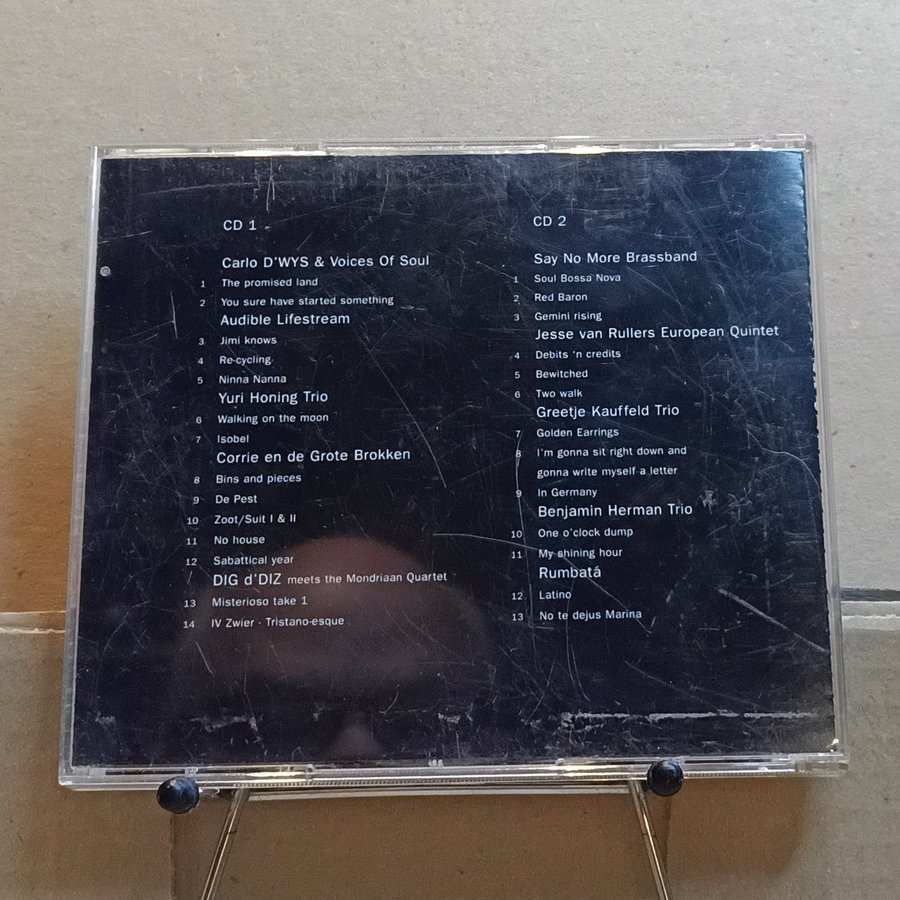 CD 1
Carlo D'WYS & Voices Of Soul
1 The promised land
2 You sure have started something
Audible Lifestream
3 Jimi knows
4 Re-cycling
5 Ninna Nanna
Yuri Honing Trio
6 Walking on the moon
7 Isobel
Corrie en de Grote Brokken
8 Bins and pieces
9 De Pest
10 Zoot/Suit I & II
11 No house
12 Sabattical year
DIG d'DIZ meets the Mondriaan Quartet
13 Misterioso take 1
14 IV Zwier - Tristano-esque
CD 2
Say No More Brassband
1 Soul Bossa Nova
2 Red Baron
3 Gemini rising
Jesse van Rullers European Quintet
4 Debits 'n credits
5 Bewitched
6 Two walk
Greetje Kauffeld Trio
7 Golden Earrings
8 I'm gonna sit right down and
gonna write myself a letter
9 In Germany
Benjamin Herman Trio
10 One o'clock dump
11 My shining hour
Rumbatá
12 Latino
13 No te dejus Marina